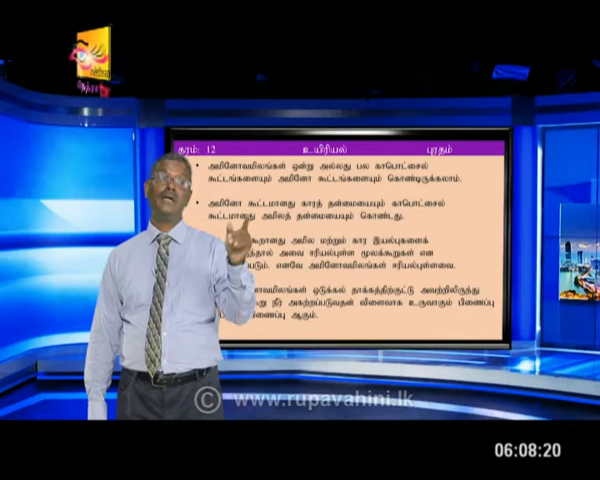 nethra
நேத்ரா
தரம்: 12 உயிரியல் புரதம்
• அமினோவமிலங்கள் ஒன்று அல்லது பல காபொட்சைல்
கூட்டங்களையும் அமினோ கூட்டங்களையும் கொண்டிருக்கலாம்.
• அமினோ கூட்டமானது காரத் தன்மையையும் காபொட்சைல்
கூட்டமானது அமிலத் தன்மையையும் கொண்டது.
கூறானது அமில மற்றும் கார இயல்புகளைக்
அவை ஈரியல்புள்ள மூலக்கூறுகள் என
எனவே அமினோவமிலங்கள் ஈரியல்புள்ளவை.
ஒடுக்கல் தாக்கத்திற்குட்டு அவற்றிலிருந்து
நீர் அகற்றப்படுவதன் விளைவாக உருவாகும் பிணைப்பு
பிணைப்பு ஆகும்.
© www.rupavahini.lk
06:08:20